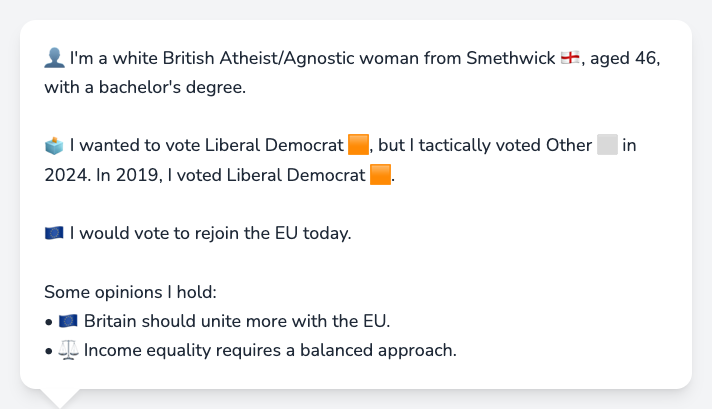 👤 I'm a white British Atheist/Agnostic woman from Smethwick 🏴󠁧󠁢󠁥󠁮󠁧󠁿, aged 46,
with a bachelor's degree.
🗳️ I wanted to vote Liberal Democrat 🟧, but I tactically voted Other ⬜ in
2024. In 2019, I voted Liberal Democrat 🟧.
🇪🇺 I would vote to rejoin the EU today.
Some opinions I hold:
• 🇪🇺 Britain should unite more with the EU.
• ⚖️ Income equality requires a balanced approach.